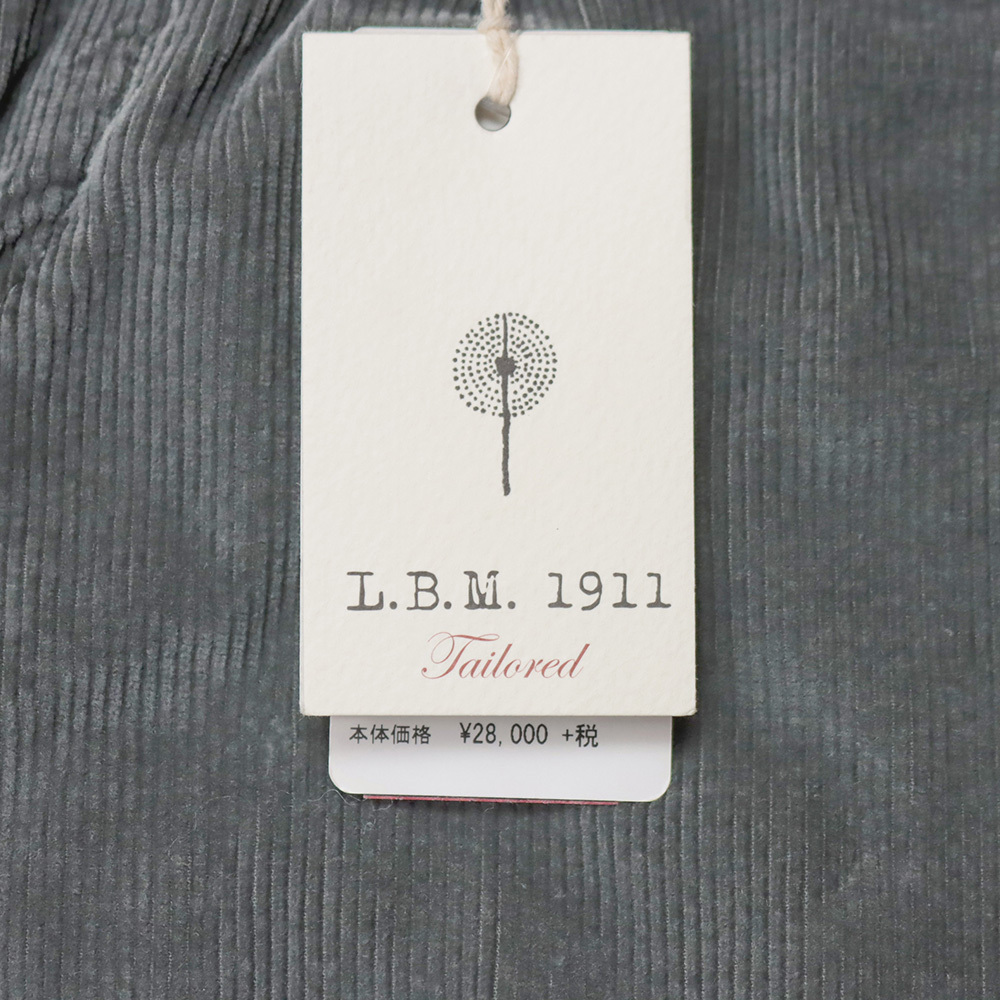 L.B.M. 1911
Tailored
本体価格 ¥28,000 +税